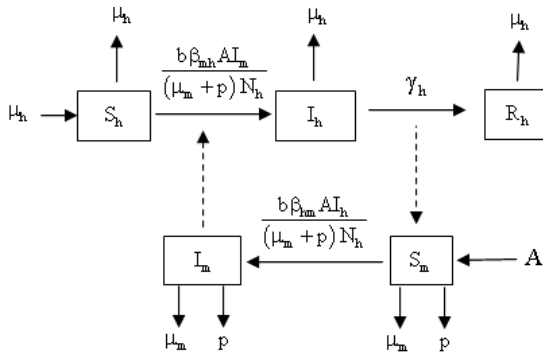 μₕ
μₕ
μₕ
bβₘₕAIₘ
(μₘ + p)Nₕ
μₕ
Sₕ
Iₕ
γₕ
Rₕ
bβₕₘAIₕ
(μₘ + p)Nₕ
Iₘ
Sₘ
A
μₘ
p
μₘ
p